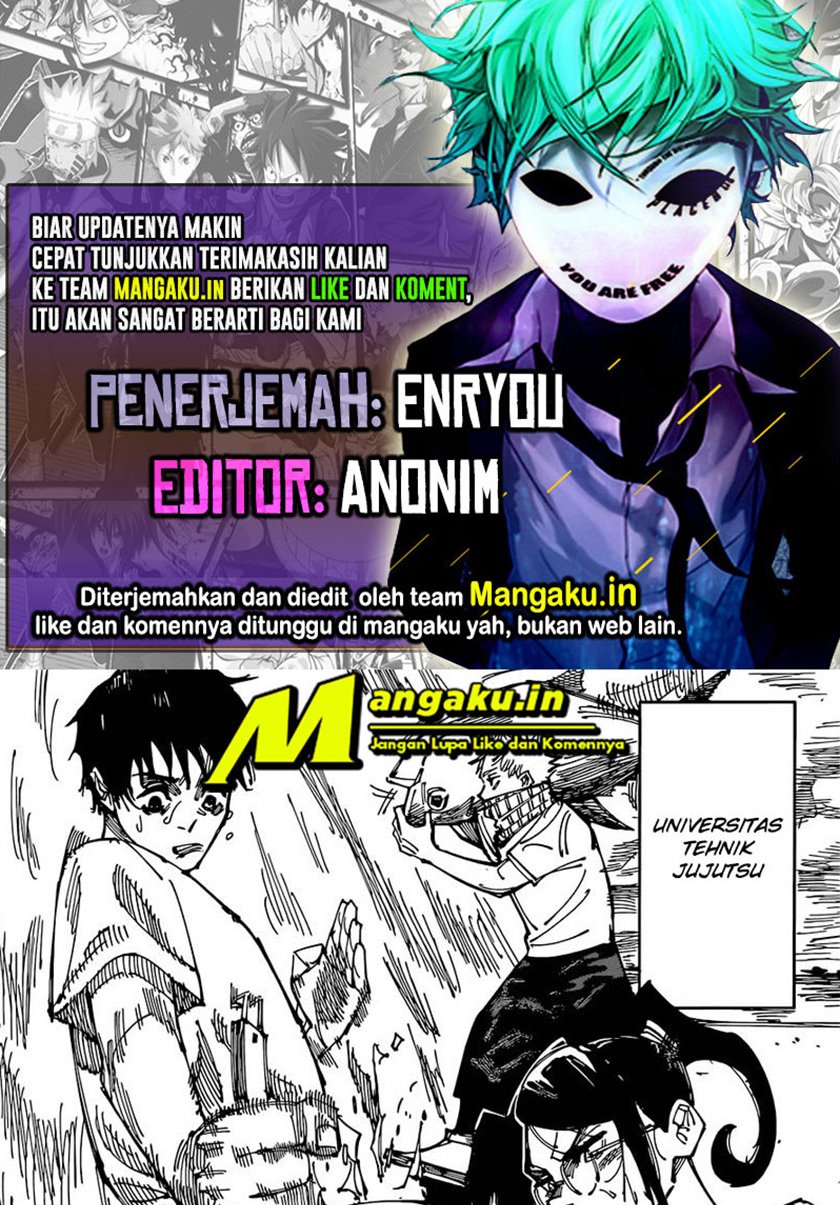 BIAR UPDATENYA MAKIN
CEPAT TUNJUKKAN TERIMAKASIH KALIAN
KE TEAM MANGAKU.IN BERIKAN LIKE DAN KOMENT,
ITU AKAN SANGAT BERARTI BAGI KAMI
PLACEBO!
YOU ARE FREE
PENERJEMAH: ENRYOU
EDITOR: ANONIM
Diterjemahkan dan diedit oleh team Mangaku.in
like dan komennya ditunggu di mangaku yah, bukan web lain.
Mangaku.in
Jangan Lupa Like dan Komennya
UNIVERSITAS
TEHNIK
JUJUTSU